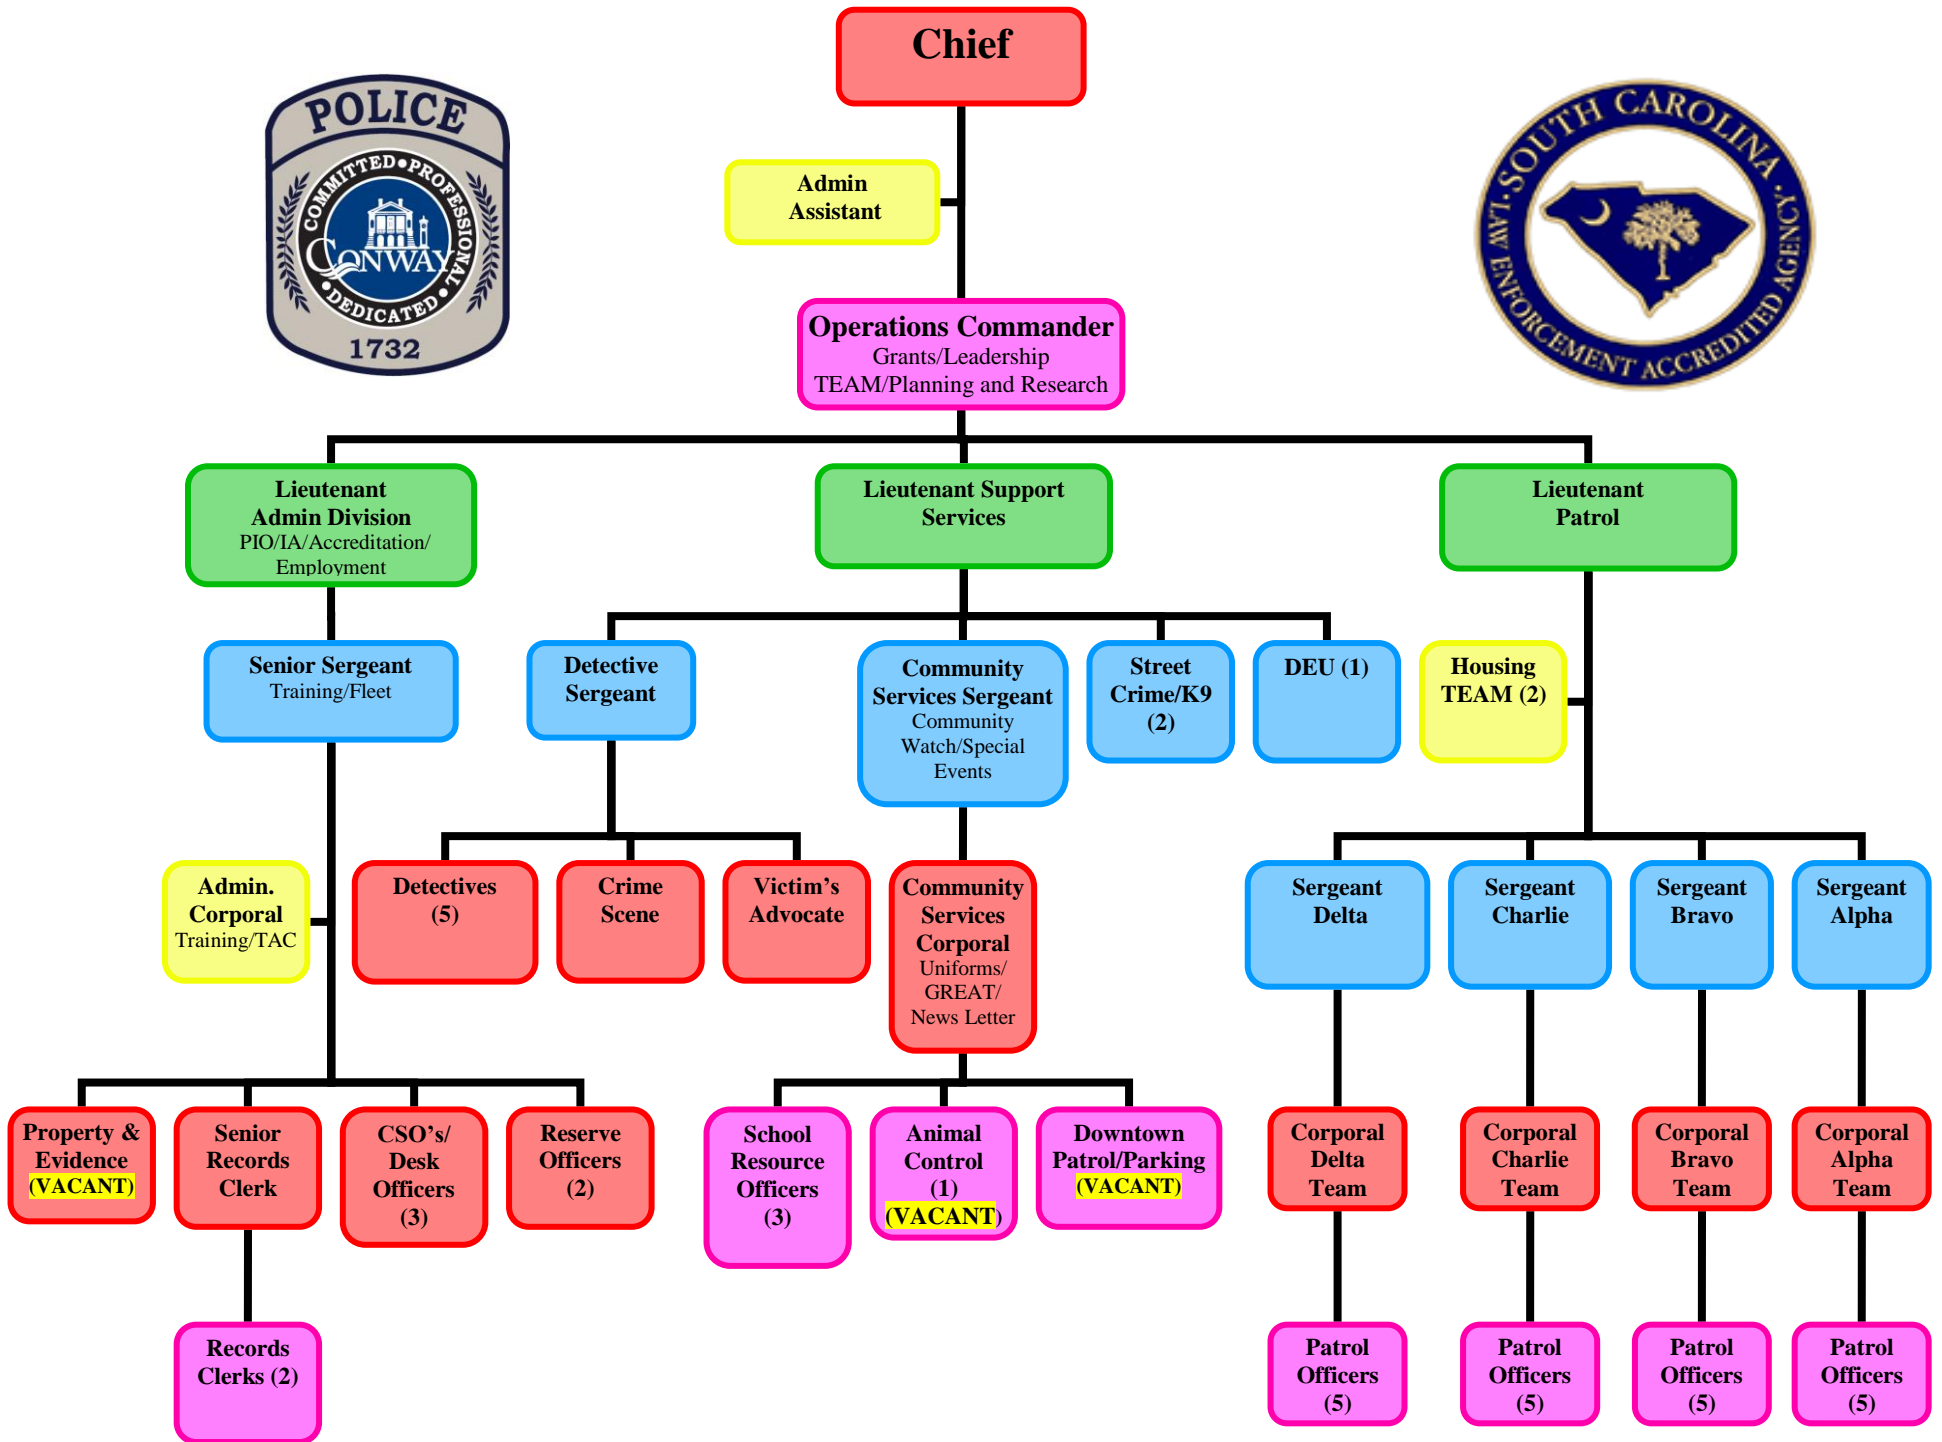 Chief
POLICE
COMMITTED • PROFESSIONAL
CONWAY
• DEDICATED •
1732
SOUTH CAROLINA
• LAW ENFORCEMENT ACCREDITED AGENCY •
Admin
Assistant
Operations Commander
Grants/Leadership
TEAM/Planning and Research
Lieutenant
Admin Division
PIO/IA/Accreditation/
Employment
Lieutenant Support
Services
Lieutenant
Patrol
Senior Sergeant
Training/Fleet
Detective
Sergeant
Community
Services Sergeant
Community
Watch/Special
Events
Street
Crime/K9
(2)
DEU (1)
Housing
TEAM (2)
Admin.
Corporal
Training/TAC
Detectives
(5)
Crime
Scene
Victim's
Advocate
Community
Services
Corporal
Uniforms/
GREAT/
News Letter
Sergeant
Delta
Sergeant
Charlie
Sergeant
Bravo
Sergeant
Alpha
Property &
Evidence
(VACANT)
Senior
Records
Clerk
CSO's/
Desk
Officers
(3)
Reserve
Officers
(2)
School
Resource
Officers
(3)
Animal
Control
(1)
(VACANT)
Downtown
Patrol/Parking
(VACANT)
Corporal
Delta
Team
Corporal
Charlie
Team
Corporal
Bravo
Team
Corporal
Alpha
Team
Records
Clerks (2)
Patrol
Officers
(5)
Patrol
Officers
(5)
Patrol
Officers
(5)
Patrol
Officers
(5)